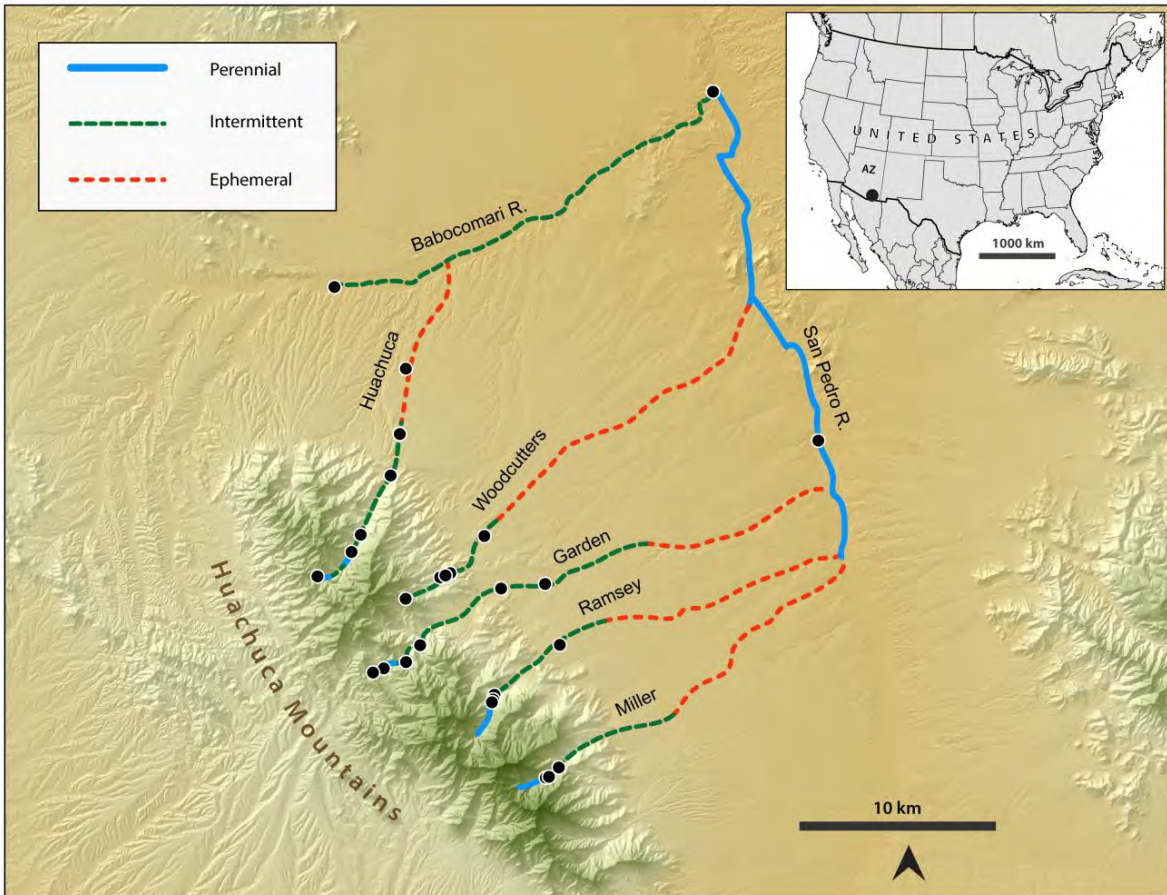 Perennial
Intermittent
Ephemeral
UNITED STATES
AZ
1000 km
Babocomari R.
Huachuca
San Pedro R.
Woodcutters
Garden
Ramsey
Miller
Huachuca Mountains
10 km